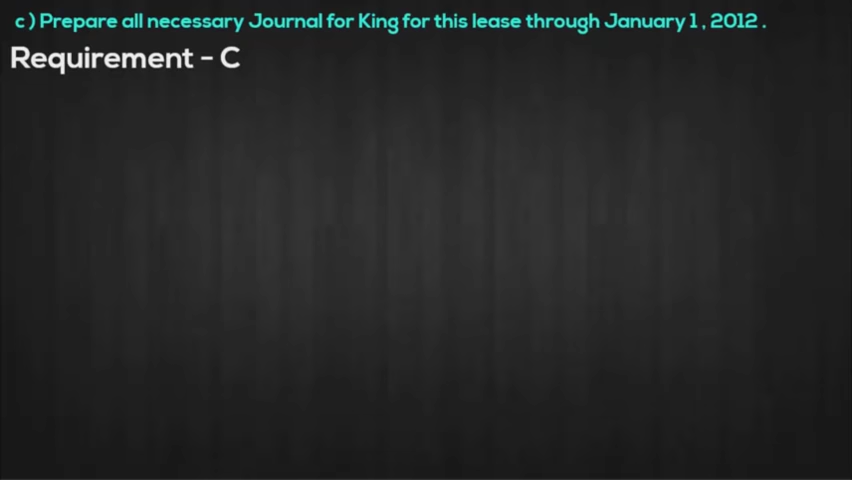 c ) Prepare all necessary Journal for King for this lease through January 1 , 2012 .
Requirement - C